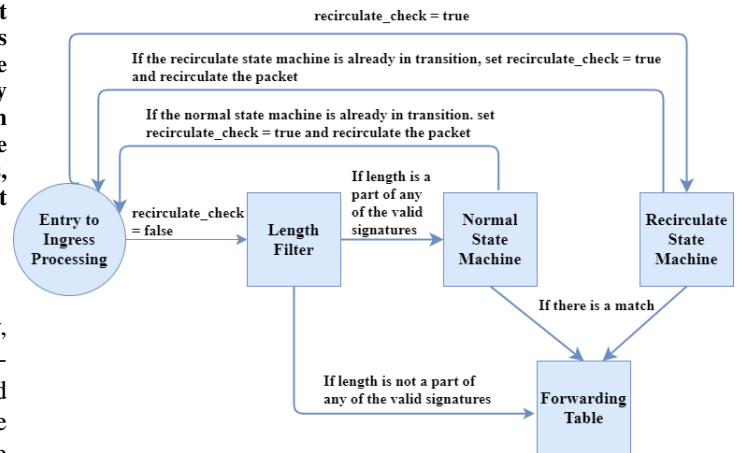 recirculate_check = true
If the recirculate state machine is already in transition, set recirculate_check = true
and recirculate the packet
If the normal state machine is already in transition. set
recirculate_check = true and recirculate the packet
Entry to
Ingress
Processing
recirculate_check
= false
Length
Filter
If length is a
part of any
of the valid
signatures
Normal
State
Machine
Recirculate
State
Machine
If there is a match
If length is not a part of
any of the valid signatures
Forwarding
Table